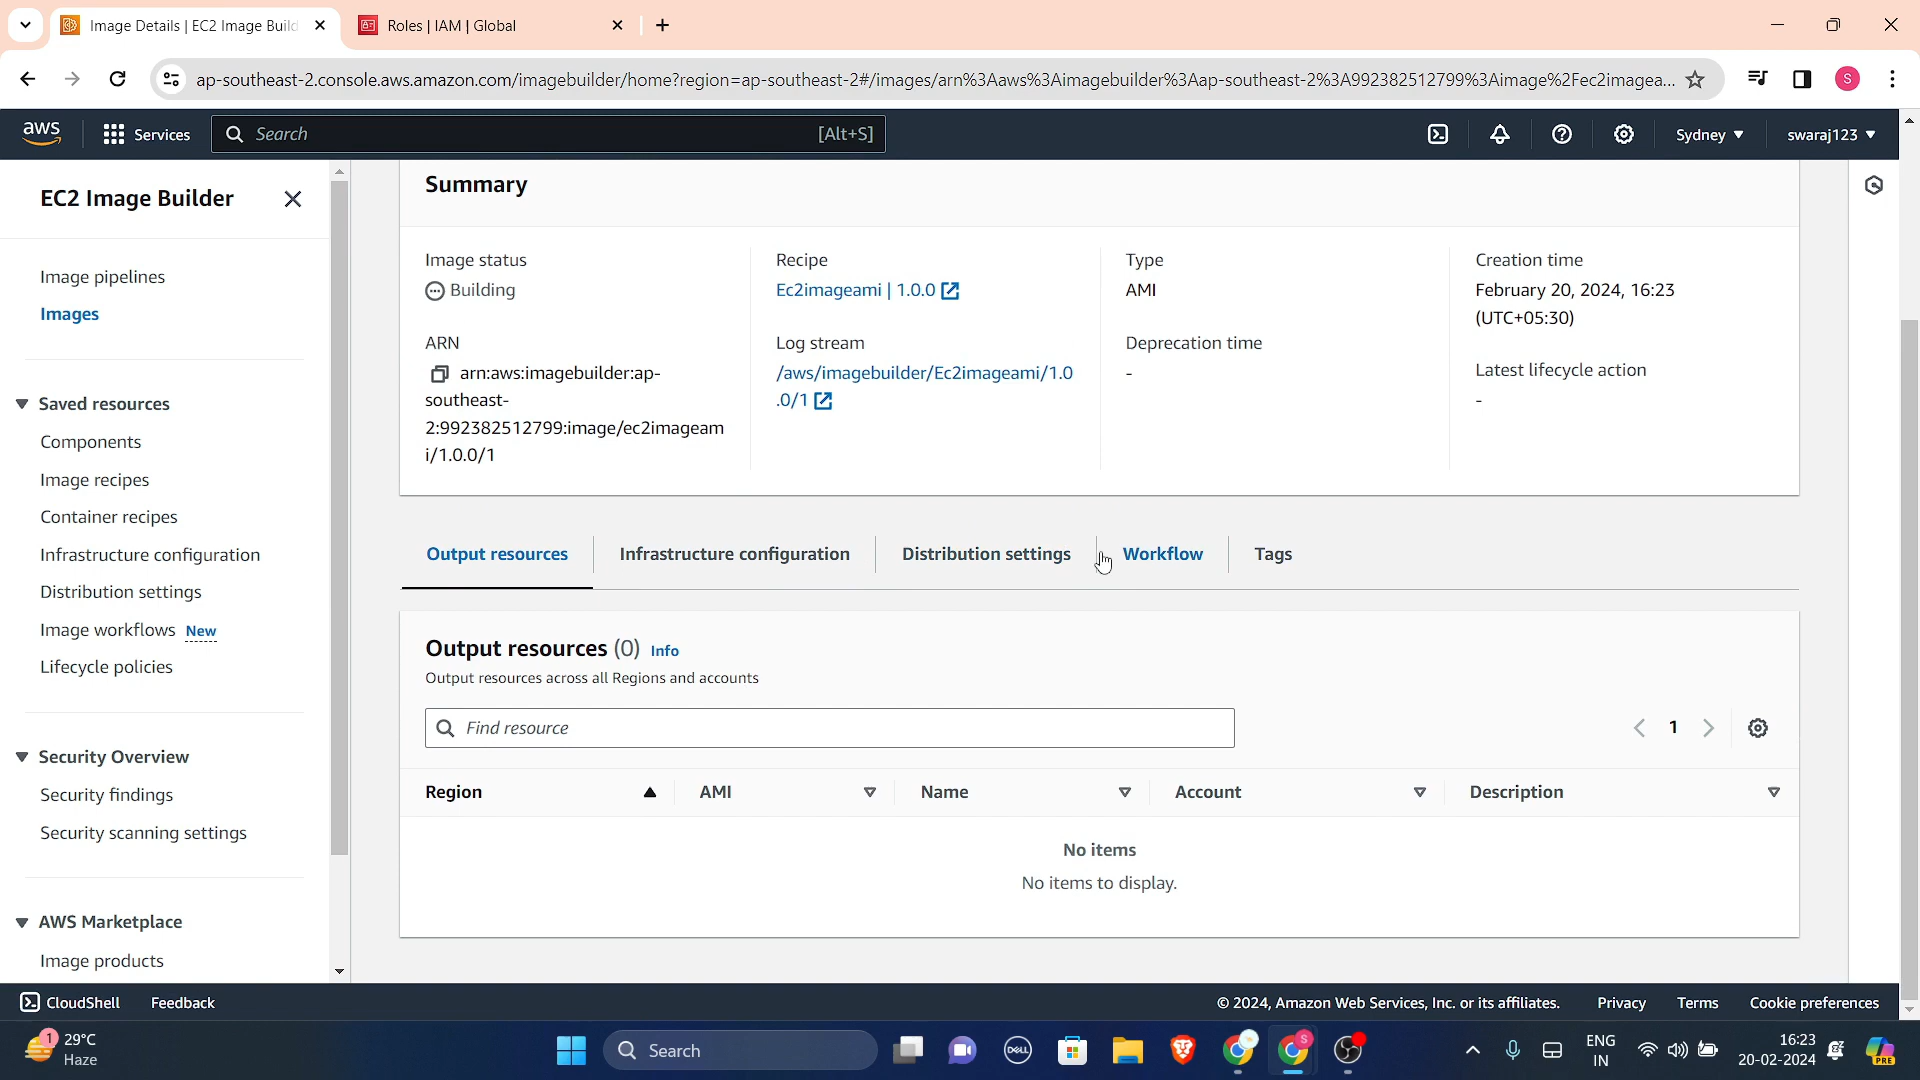 Image Details | EC2 Image Build
Roles | IAM | Global
ap-southeast-2.console.aws.amazon.com/imagebuilder/home?region=ap-southeast-2#/images/arn%3Aaws%3Aimagebuilder%3Aap-southeast-2%3A992382512799%3Aimage%2Fec2imagea...
S
aws
Services
Search
[Alt+S]
Sydney
swaraj123
EC2 Image Builder
Image pipelines
Images
Saved resources
Components
Image recipes
Container recipes
Infrastructure configuration
Distribution settings
Image workflows New
Lifecycle policies
Security Overview
Security findings
Security scanning settings
AWS Marketplace
Image products
Summary
Image status
Building
ARN
arn:aws:imagebuilder:ap-
southeast-
2:992382512799:image/ec2imageam
i/1.0.0/1
Recipe
Ec2imageami | 1.0.0
Log stream
/aws/imagebuilder/Ec2imageami/1.0
.0/1
Type
AMI
Deprecation time
-
Creation time
February 20, 2024, 16:23
(UTC+05:30)
Latest lifecycle action
-
Output resources
Infrastructure configuration
Distribution settings
Workflow
Tags
Output resources (0) Info
Output resources across all Regions and accounts
Find resource
1
Region
AMI
Name
Account
Description
No items
No items to display.
CloudShell
Feedback
© 2024, Amazon Web Services, Inc. or its affiliates.
Privacy
Terms
Cookie preferences
1
29°C
Haze
Search
DELL
S
ENG
IN
16:23
20-02-2024
PRE